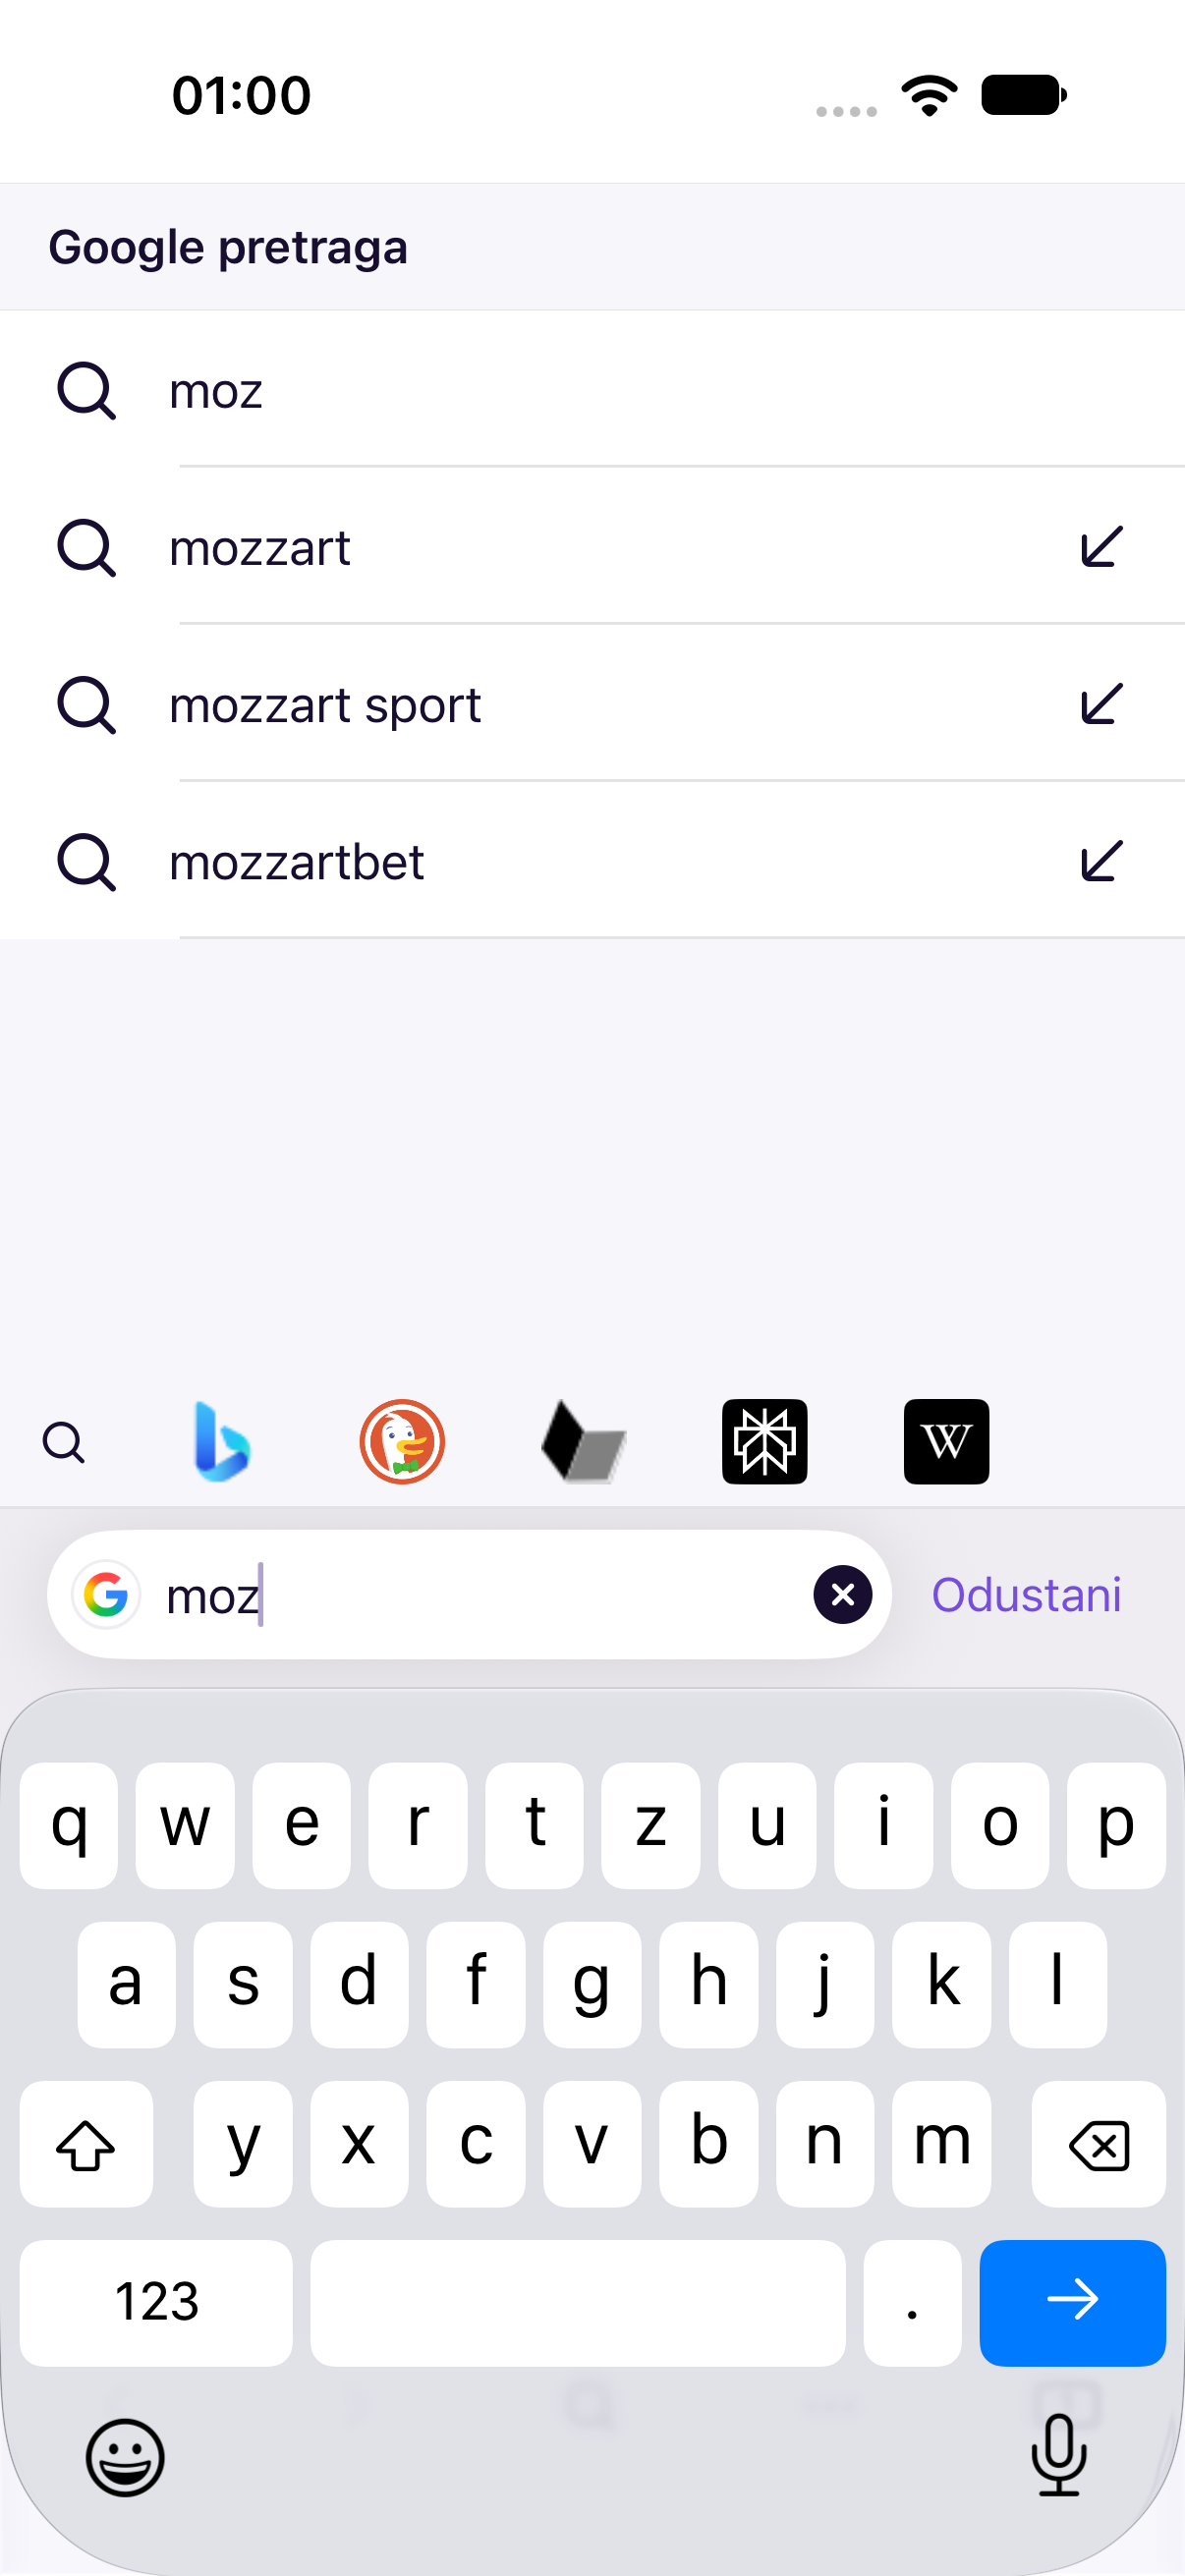 01:00
Google pretraga
moz
mozzart
mozzart sport
mozzartbet
W
moz
Odustani
q w e r t z u i o p
a s d f g h j k l
y x c v b n m
123 .